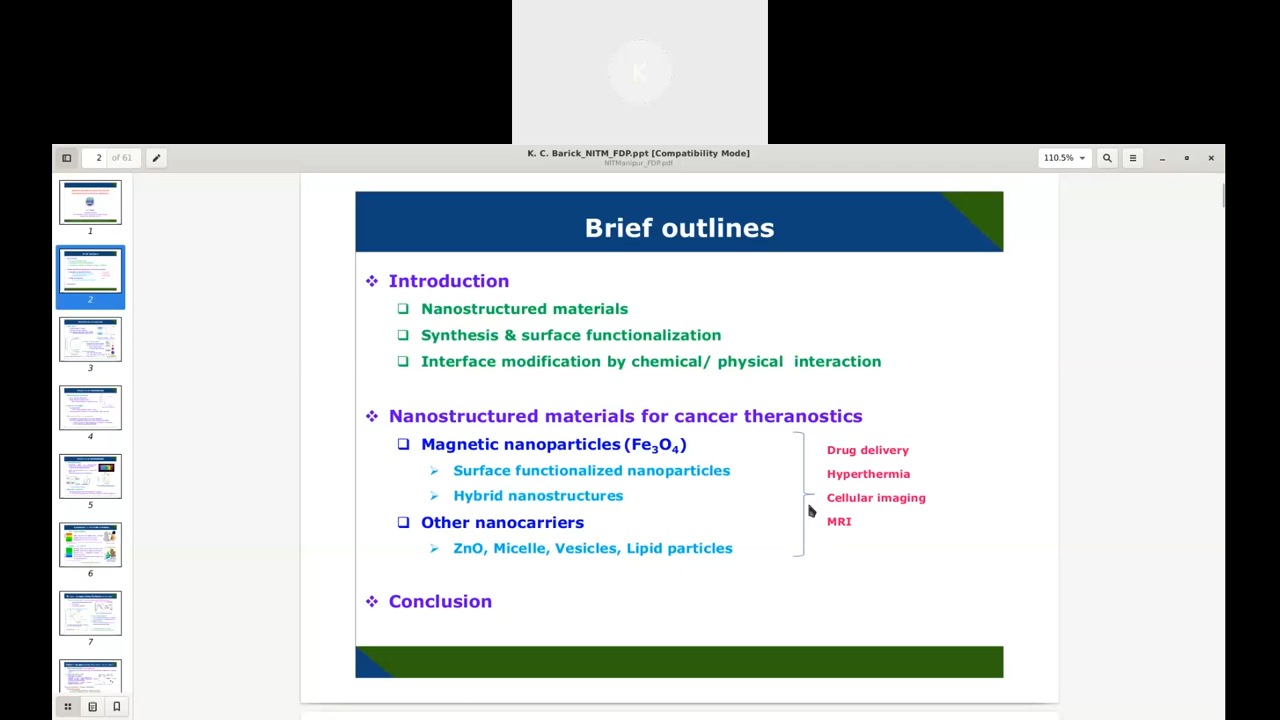 K
2 of 61
K. C. Barick_NITM_FDP.ppt [Compatibility Mode]
NITManipur_FDP.pdf
110.5%
Brief outlines
Introduction
Nanostructured materials
Synthesis & surface functionalization
Interface modification by chemical/ physical interaction
Nanostructured materials for cancer theranostics
Magnetic nanoparticles (Fe₃O₄)
Surface functionalized nanoparticles
Hybrid nanostructures
Other nanocarriers
ZnO, Micelle, Vesicles, Lipid particles
Drug delivery
Hyperthermia
Cellular imaging
MRI
Conclusion
1
2
3
4
5
6
7